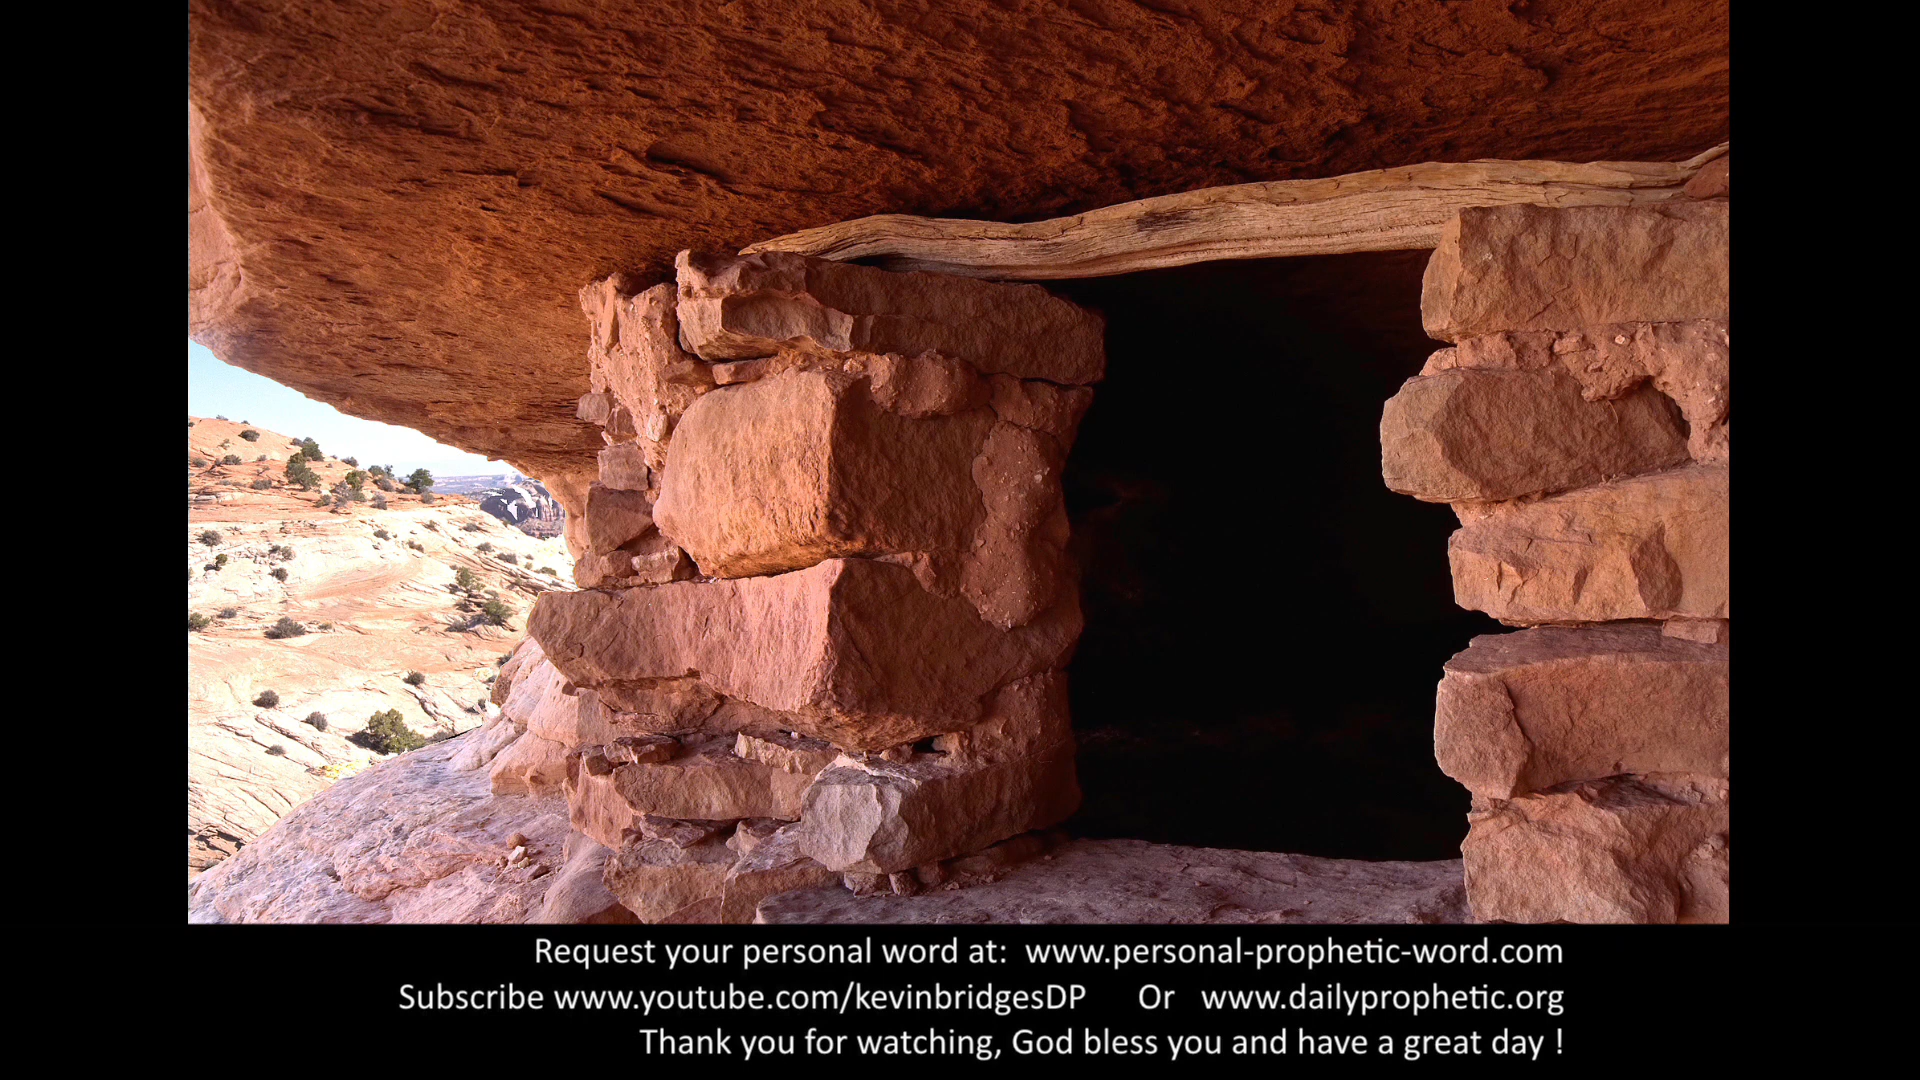 Request your personal word at: www.personal-prophetic-word.com
Subscribe www.youtube.com/kevinbridgesDP Or www.dailyprophetic.org
Thank you for watching, God bless you and have a great day !